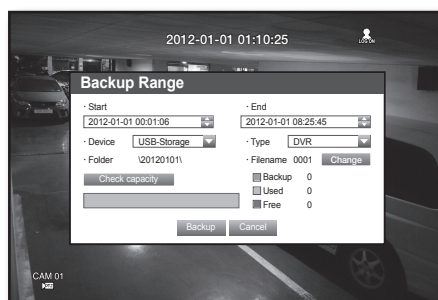 2012-01-01 01:10:25
LOG ON
Backup Range
· Start
· End
2012-01-01 00:01:06
2012-01-01 08:25:45
· Device USB-Storage
· Type DVR
· Folder \20120101\
· Filename 0001 Change
Check capacity
Backup 0
Used 0
Free 0
Backup Cancel
CAM 01